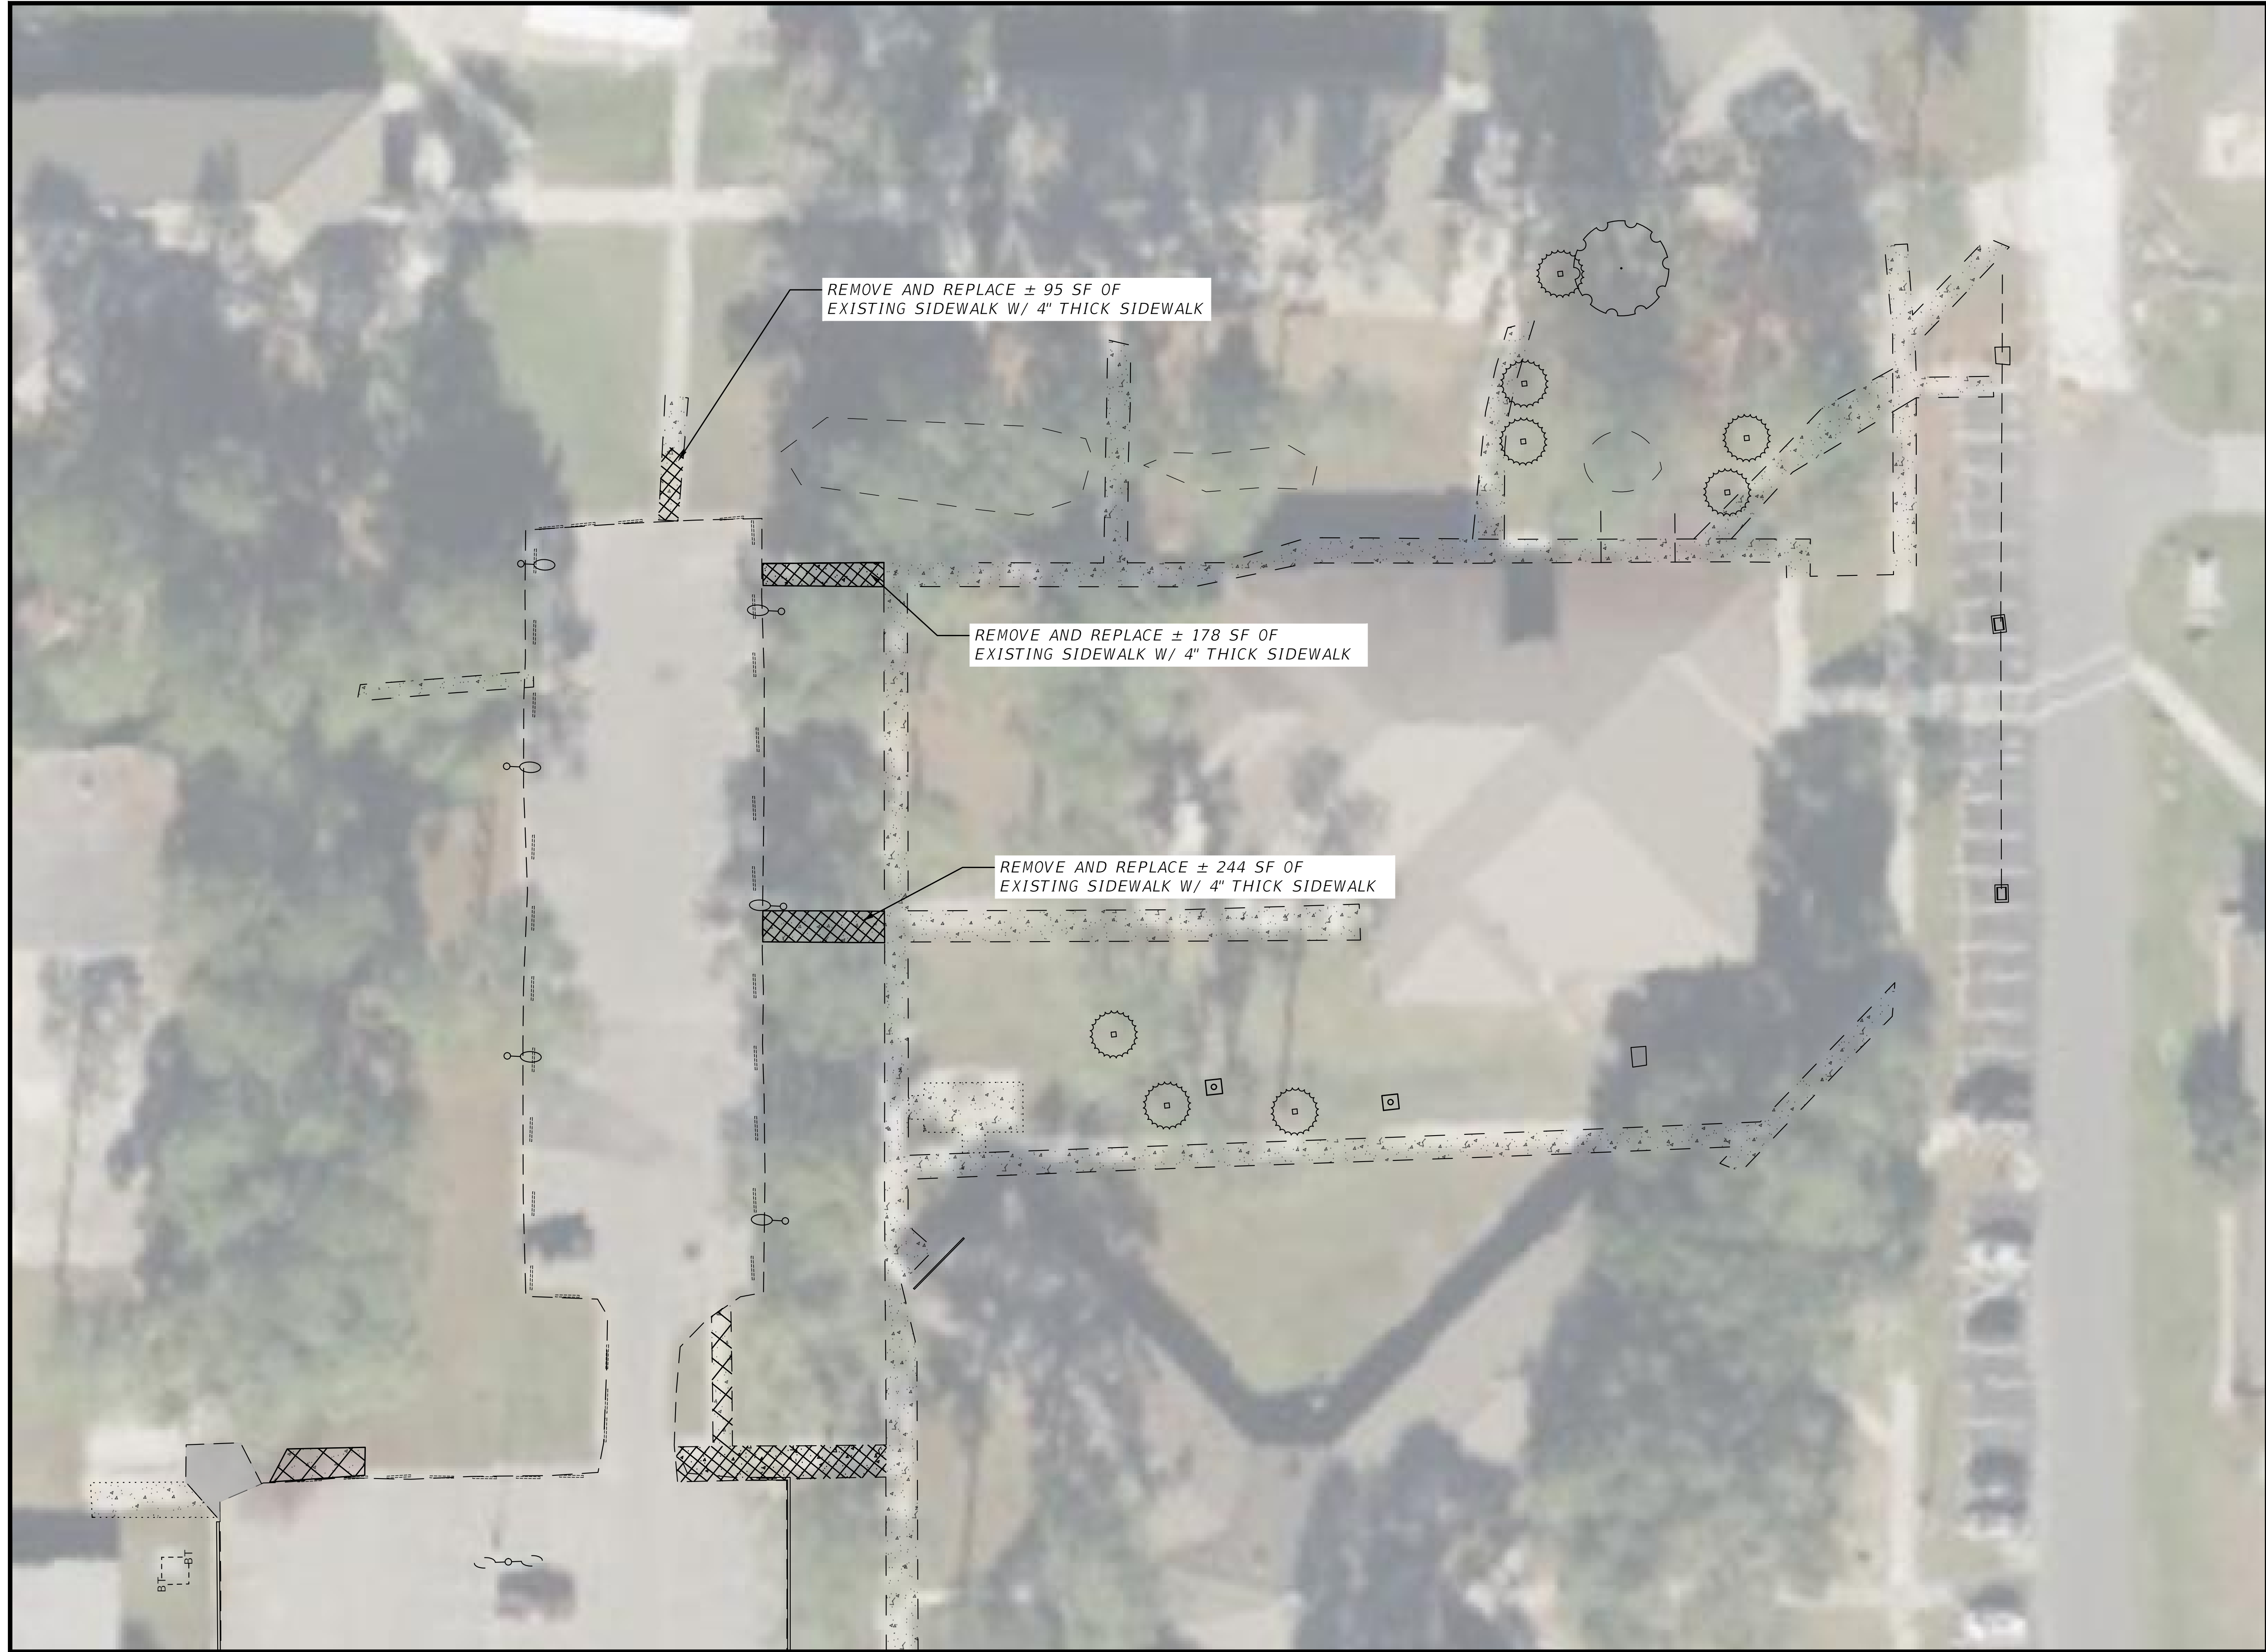 REMOVE AND REPLACE ± 95 SF OF
EXISTING SIDEWALK W/ 4" THICK SIDEWALK
REMOVE AND REPLACE ± 178 SF OF
EXISTING SIDEWALK W/ 4" THICK SIDEWALK
REMOVE AND REPLACE ± 244 SF OF
EXISTING SIDEWALK W/ 4" THICK SIDEWALK
BT
BT